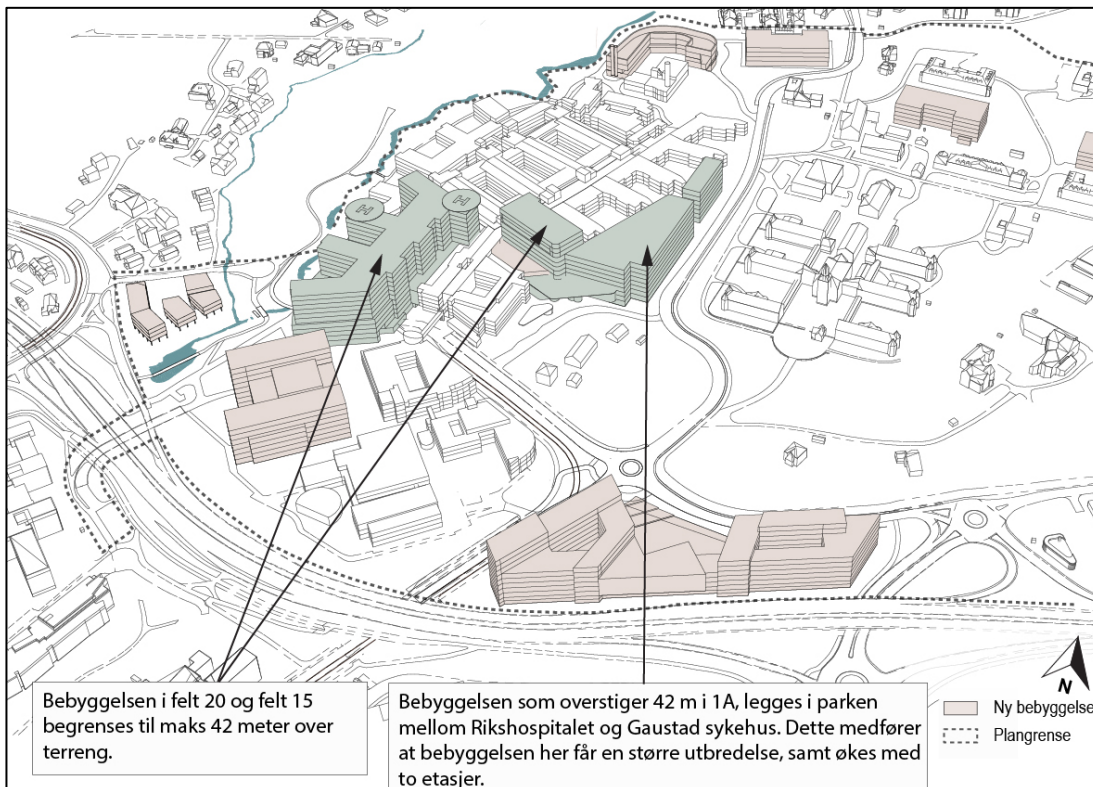 H
H
Bebyggelsen i felt 20 og felt 15
begrenses til maks 42 meter over
terreng.
Bebyggelsen som overstiger 42 m i 1A, legges i parken
mellom Rikshospitalet og Gaustad sykehus. Dette medfører
at bebyggelsen her får en større utbredelse, samt økes med
to etasjer.
N
Ny bebyggelse
Plangrense